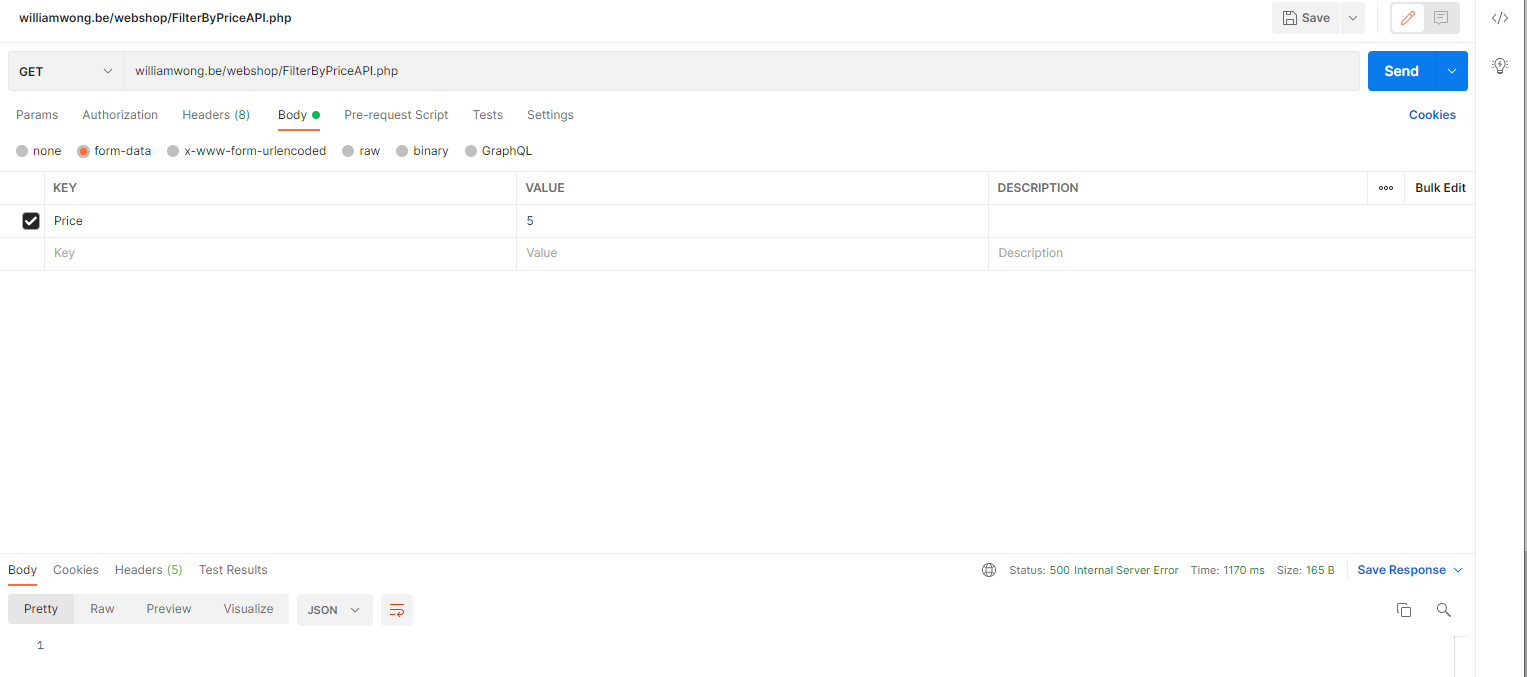 williamwong.be/webshop/FilterByPriceAPI.php
Save
GET williamwong.be/webshop/FilterByPriceAPI.php Send
Params Authorization Headers (8) Body Pre-request Script Tests Settings Cookies
none form-data x-www-form-urlencoded raw binary GraphQL
KEY VALUE DESCRIPTION Bulk Edit
Price 5
Key Value Description
Body Cookies Headers (5) Test Results Status: 500 Internal Server Error Time: 1170 ms Size: 165 B Save Response
Pretty Raw Preview Visualize JSON
1